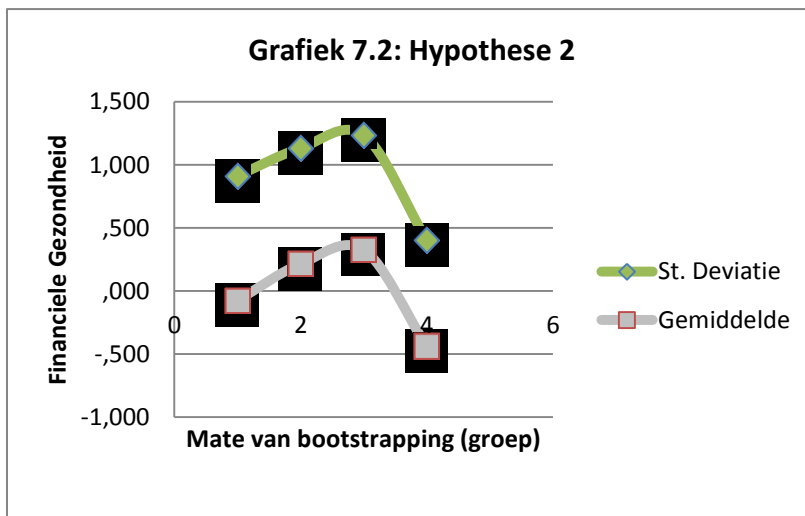 Grafiek 7.2: Hypothese 2
Financiele Gezondheid
1,500
1,000
,500
,000
-,500
-1,000
0 2 4 6
Mate van bootstrapping (groep)
St. Deviatie
Gemiddelde